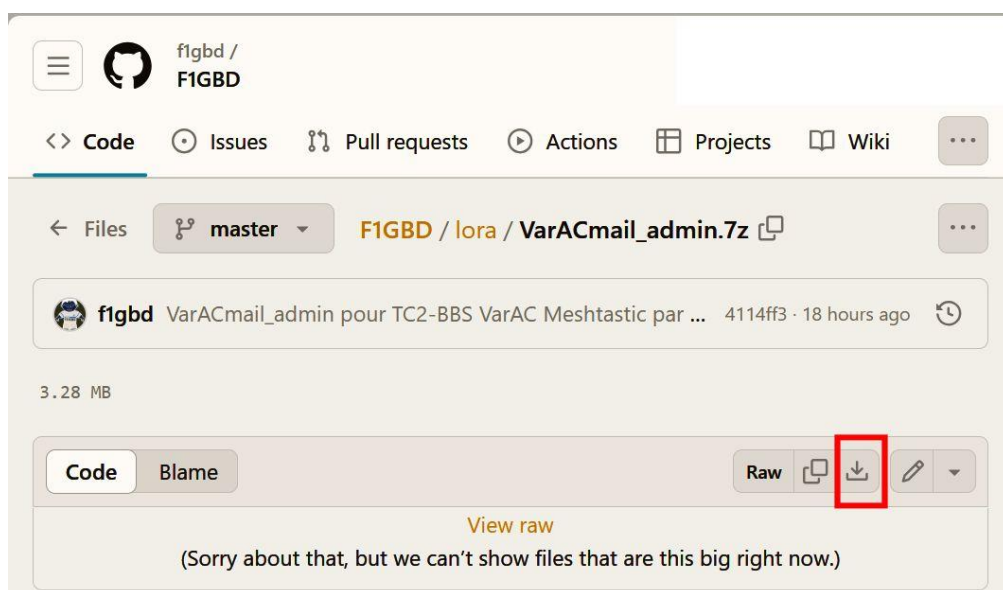 f1gbd /
F1GBD
<> Code Issues Pull requests Actions Projects Wiki ...
← Files master F1GBD / lora / VarACmail_admin.7z ...
f1gbd VarACmail_admin pour TC2-BBS VarAC Meshtastic par ... 4114ff3 · 18 hours ago
3.28 MB
Code Blame Raw
View raw
(Sorry about that, but we can't show files that are this big right now.)